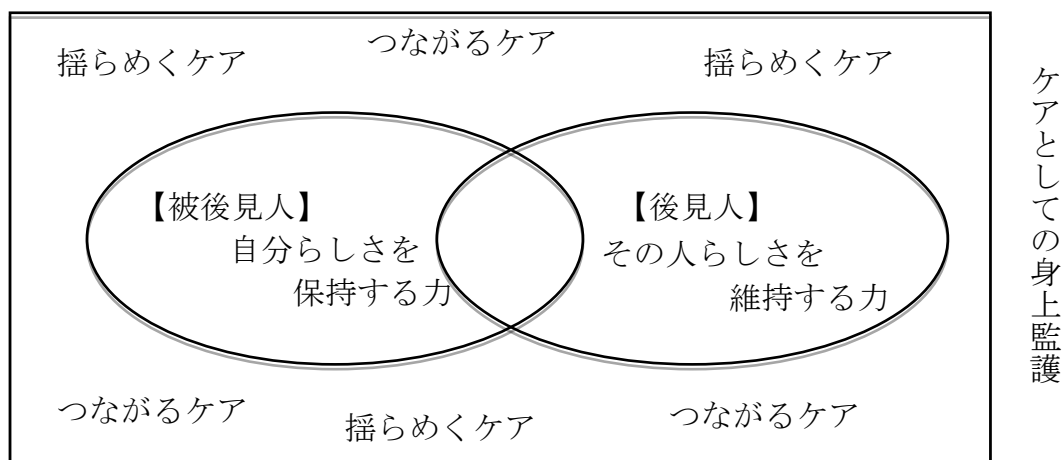 揺らめくケア
つながるケア
揺らめくケア
【被後見人】
自分らしさを
保持する力
【後見人】
その人らしさを
維持する力
つながるケア
揺らめくケア
つながるケア
ケアとしての身上監護